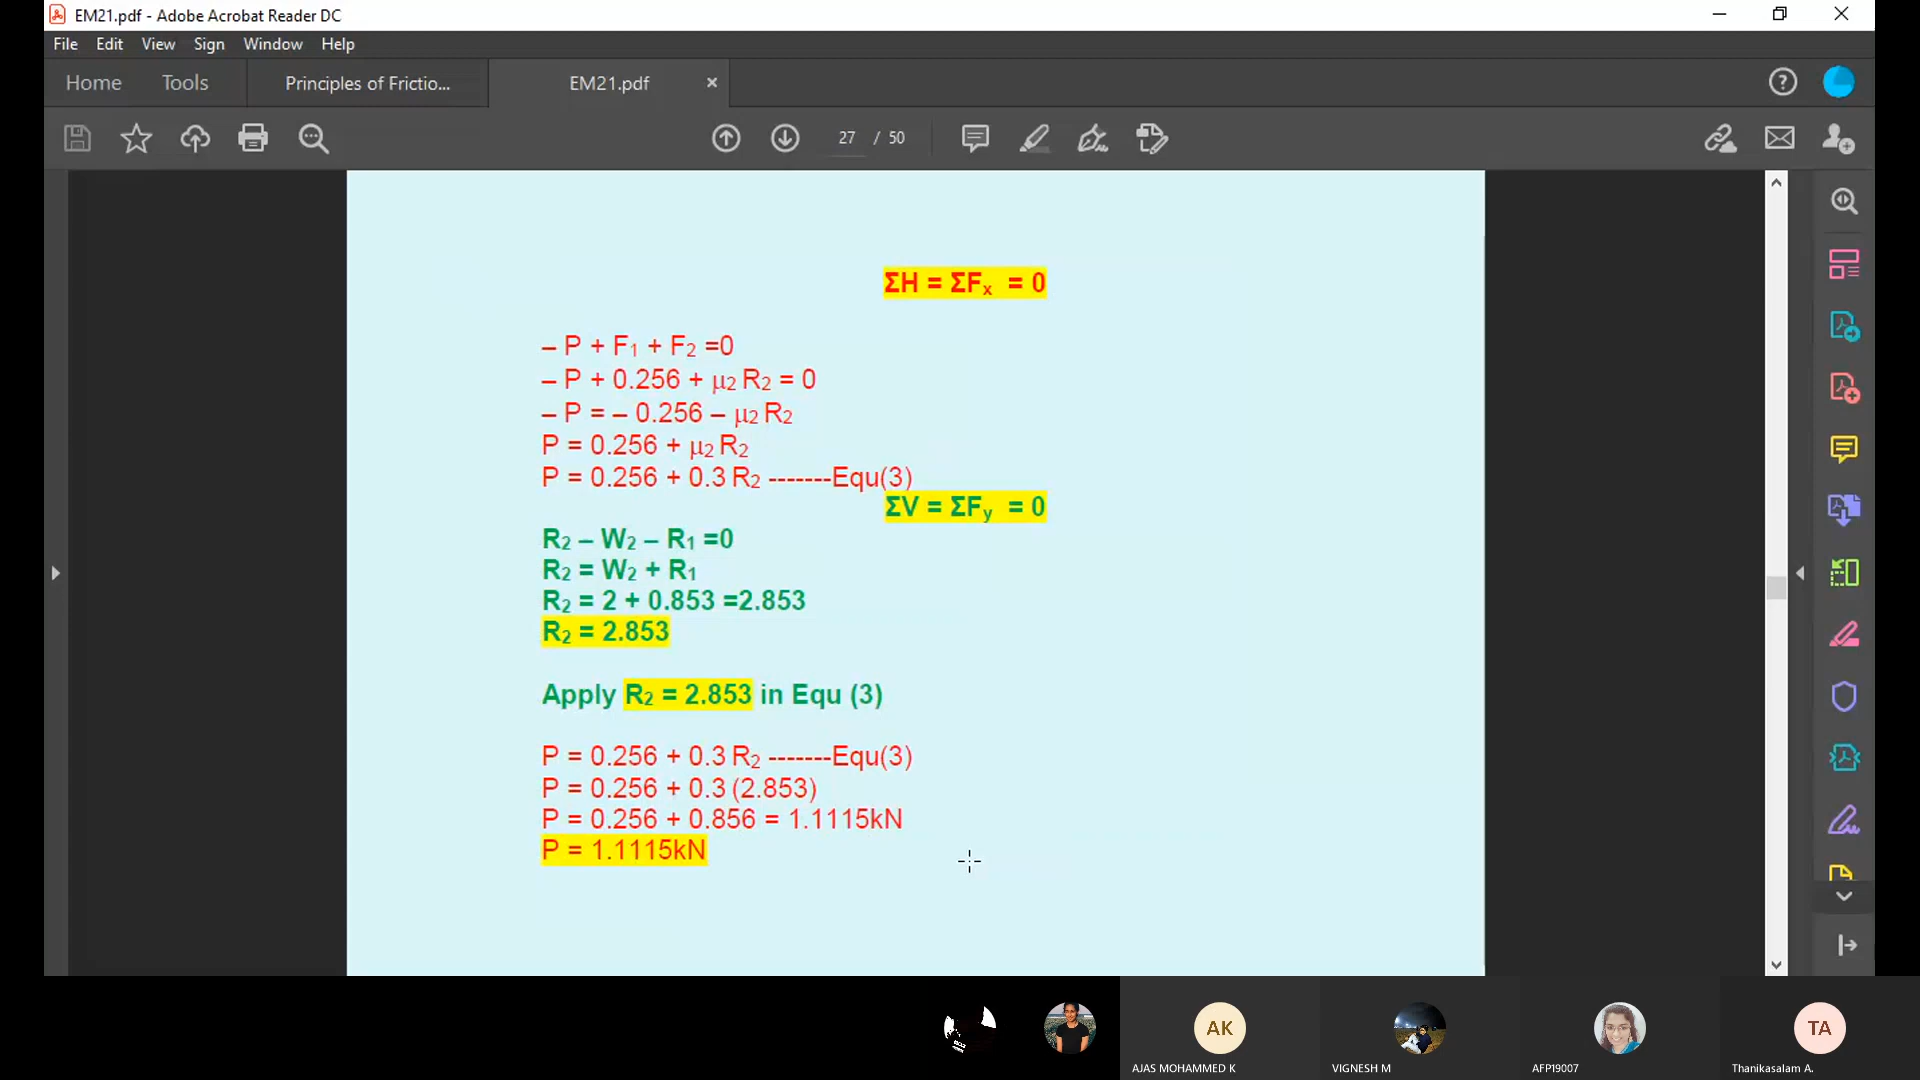 EM21.pdf - Adobe Acrobat Reader DC
File Edit View Sign Window Help
Home Tools Principles of Frictio... EM21.pdf
27 / 50
ΣH = ΣFₓ = 0
– P + F₁ + F₂ =0
– P + 0.256 + μ₂ R₂ = 0
– P = – 0.256 – μ₂ R₂
P = 0.256 + μ₂ R₂
P = 0.256 + 0.3 R₂ -------Equ(3)
ΣV = ΣFy = 0
R₂ – W₂ – R₁ =0
R₂ = W₂ + R₁
R₂ = 2 + 0.853 =2.853
R₂ = 2.853
Apply R₂ = 2.853 in Equ (3)
P = 0.256 + 0.3 R₂ -------Equ(3)
P = 0.256 + 0.3 (2.853)
P = 0.256 + 0.856 = 1.1115kN
P = 1.1115kN
AK TA
AJAS MOHAMMED K VIGNESH M AFP19007 Thanikasalam A.